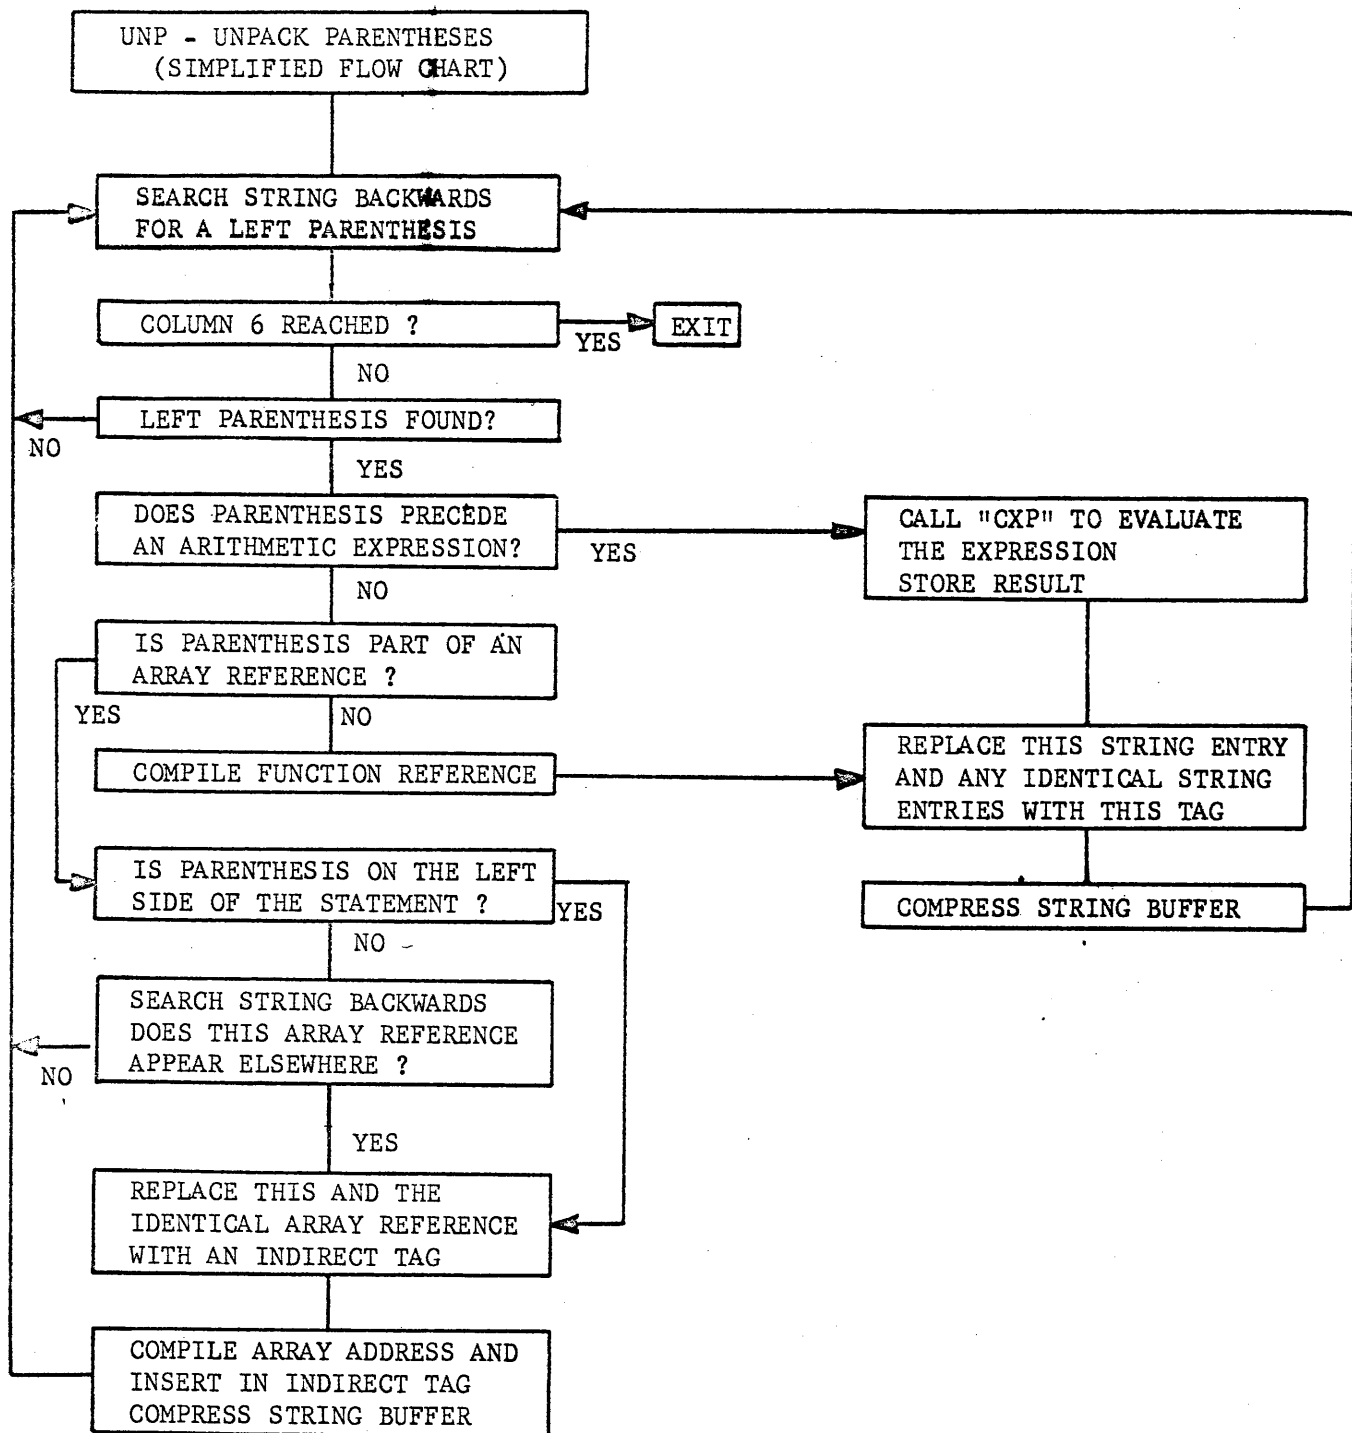 UNP - UNPACK PARENTHESES
(SIMPLIFIED FLOW CHART)
SEARCH STRING BACKWARDS
FOR A LEFT PARENTHESIS
COLUMN 6 REACHED ?
YES
EXIT
NO
LEFT PARENTHESIS FOUND?
NO
YES
DOES PARENTHESIS PRECEDE
AN ARITHMETIC EXPRESSION?
YES
CALL "CXP" TO EVALUATE
THE EXPRESSION
STORE RESULT
NO
IS PARENTHESIS PART OF AN
ARRAY REFERENCE ?
YES
NO
COMPILE FUNCTION REFERENCE
REPLACE THIS STRING ENTRY
AND ANY IDENTICAL STRING
ENTRIES WITH THIS TAG
IS PARENTHESIS ON THE LEFT
SIDE OF THE STATEMENT ?
YES
COMPRESS STRING BUFFER
NO
SEARCH STRING BACKWARDS
DOES THIS ARRAY REFERENCE
APPEAR ELSEWHERE ?
NO
YES
REPLACE THIS AND THE
IDENTICAL ARRAY REFERENCE
WITH AN INDIRECT TAG
COMPILE ARRAY ADDRESS AND
INSERT IN INDIRECT TAG
COMPRESS STRING BUFFER